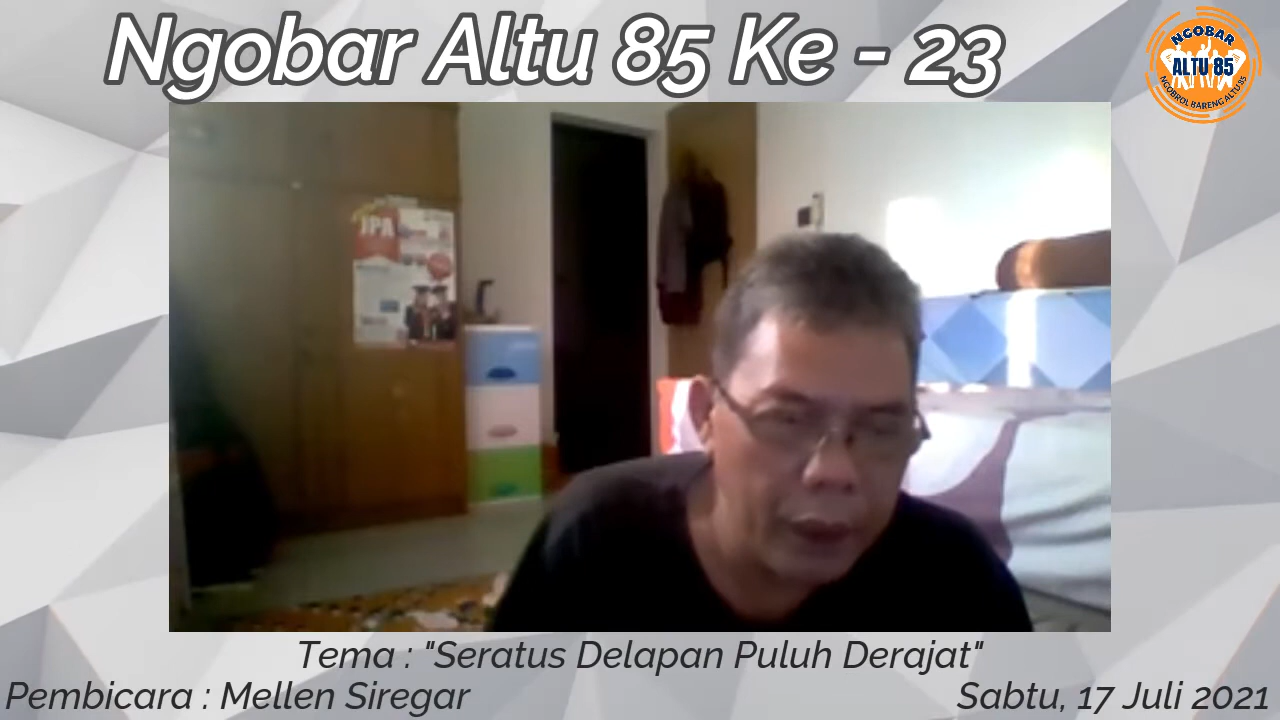 Ngobar Altu 85 Ke - 23
NGOBAR
ALTU 85
NGOBROL BARENG ALTU 85
JPA
Tema : "Seratus Delapan Puluh Derajat"
Pembicara : Mellen Siregar
Sabtu, 17 Juli 2021